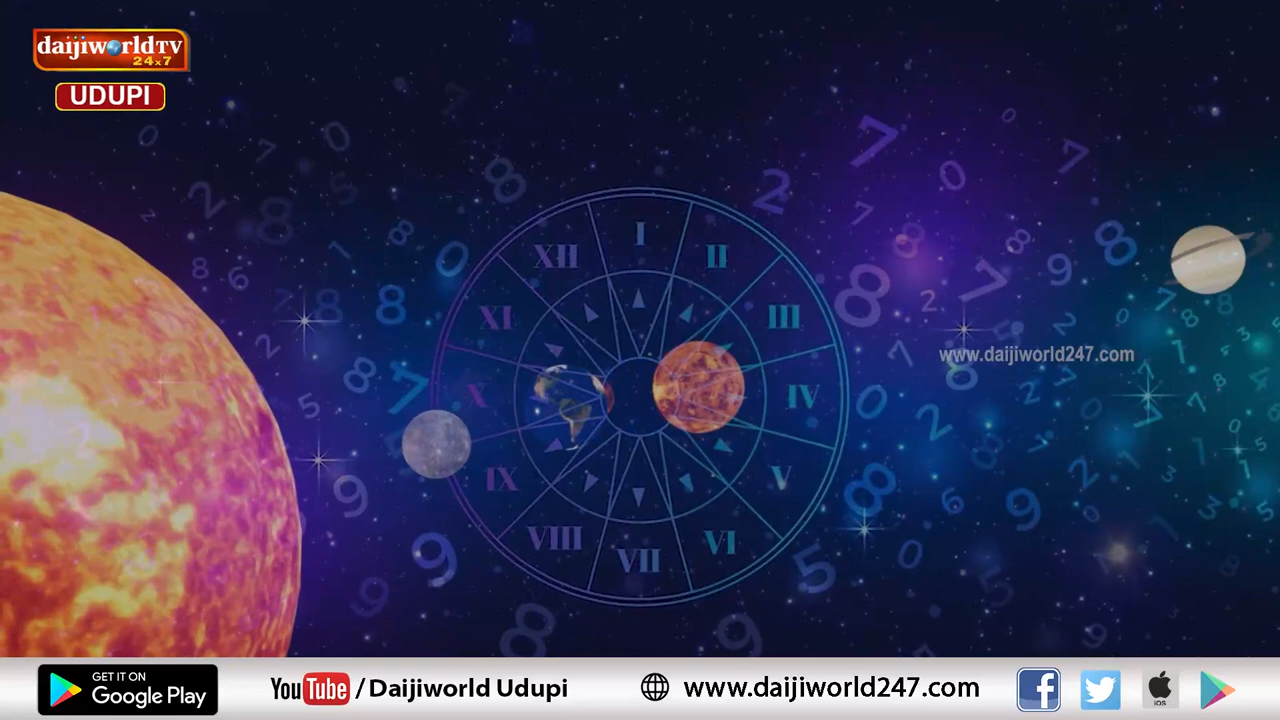 daijiworldTV
24x7
UDUPI
I
II
III
IV
V
VI
VII
VIII
IX
X
XI
XII
www.daijiworld247.com
GET IT ON
Google Play
YouTube /Daijiworld Udupi
www.daijiworld247.com
iOS